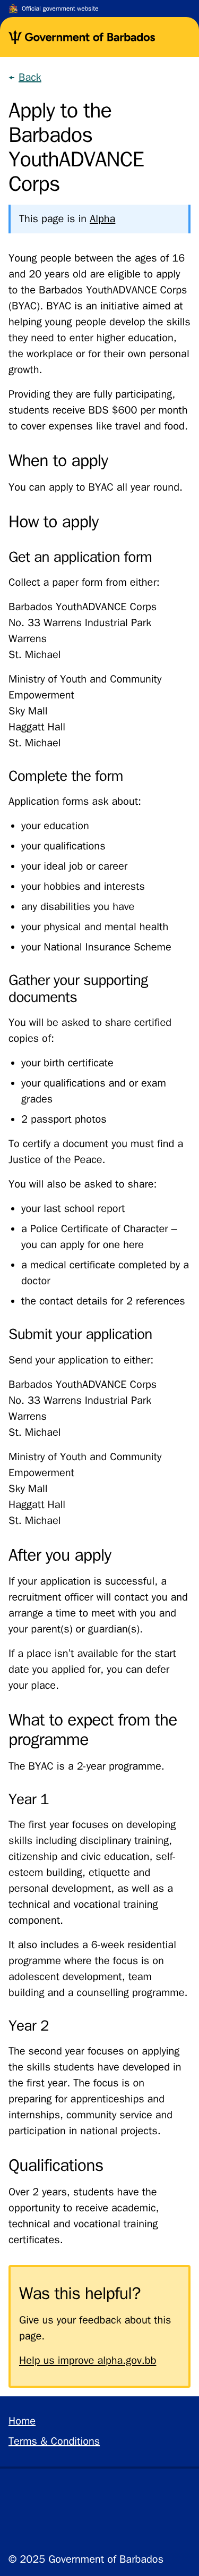 Official government website
Government of Barbados
← Back
Apply to the
Barbados
YouthADVANCE
Corps
This page is in Alpha
Young people between the ages of 16
and 20 years old are eligible to apply
to the Barbados YouthADVANCE Corps
(BYAC). BYAC is an initiative aimed at
helping young people develop the skills
they need to enter higher education,
the workplace or for their own personal
growth.
Providing they are fully participating,
students receive BDS $600 per month
to cover expenses like travel and food.
When to apply
You can apply to BYAC all year round.
How to apply
Get an application form
Collect a paper form from either:
Barbados YouthADVANCE Corps
No. 33 Warrens Industrial Park
Warrens
St. Michael
Ministry of Youth and Community
Empowerment
Sky Mall
Haggatt Hall
St. Michael
Complete the form
Application forms ask about:
• your education
• your qualifications
• your ideal job or career
• your hobbies and interests
• any disabilities you have
• your physical and mental health
• your National Insurance Scheme
Gather your supporting
documents
You will be asked to share certified
copies of:
• your birth certificate
• your qualifications and or exam
grades
• 2 passport photos
To certify a document you must find a
Justice of the Peace.
You will also be asked to share:
• your last school report
• a Police Certificate of Character –
you can apply for one here
• a medical certificate completed by a
doctor
• the contact details for 2 references
Submit your application
Send your application to either:
Barbados YouthADVANCE Corps
No. 33 Warrens Industrial Park
Warrens
St. Michael
Ministry of Youth and Community
Empowerment
Sky Mall
Haggatt Hall
St. Michael
After you apply
If your application is successful, a
recruitment officer will contact you and
arrange a time to meet with you and
your parent(s) or guardian(s).
If a place isn't available for the start
date you applied for, you can defer
your place.
What to expect from the
programme
The BYAC is a 2-year programme.
Year 1
The first year focuses on developing
skills including disciplinary training,
citizenship and civic education, self-
esteem building, etiquette and
personal development, as well as a
technical and vocational training
component.
It also includes a 6-week residential
programme where the focus is on
adolescent development, team
building and a counselling programme.
Year 2
The second year focuses on applying
the skills students have developed in
the first year. The focus is on
preparing for apprenticeships and
internships, community service and
participation in national projects.
Qualifications
Over 2 years, students have the
opportunity to receive academic,
technical and vocational training
certificates.
Was this helpful?
Give us your feedback about this
page.
Help us improve alpha.gov.bb
Home
Terms & Conditions
© 2025 Government of Barbados